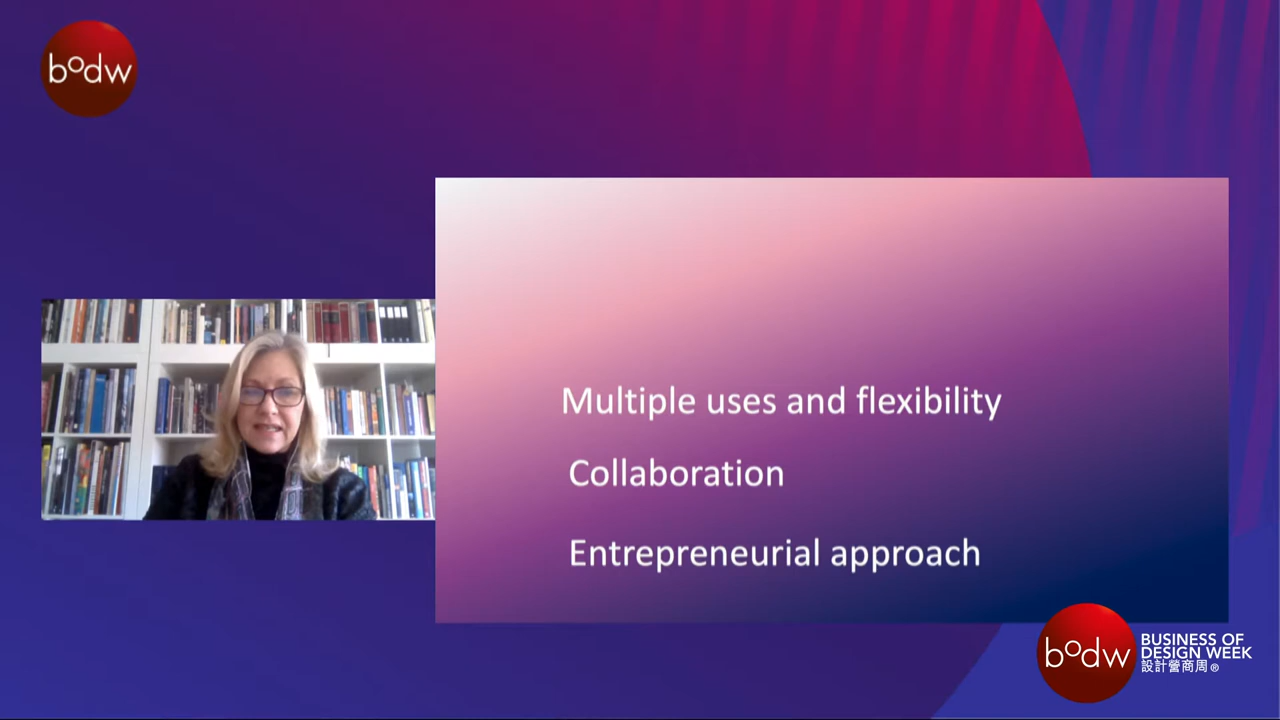 bodw
Multiple uses and flexibility
Collaboration
Entrepreneurial approach
bodw
BUSINESS OF
DESIGN WEEK
設計營商周®